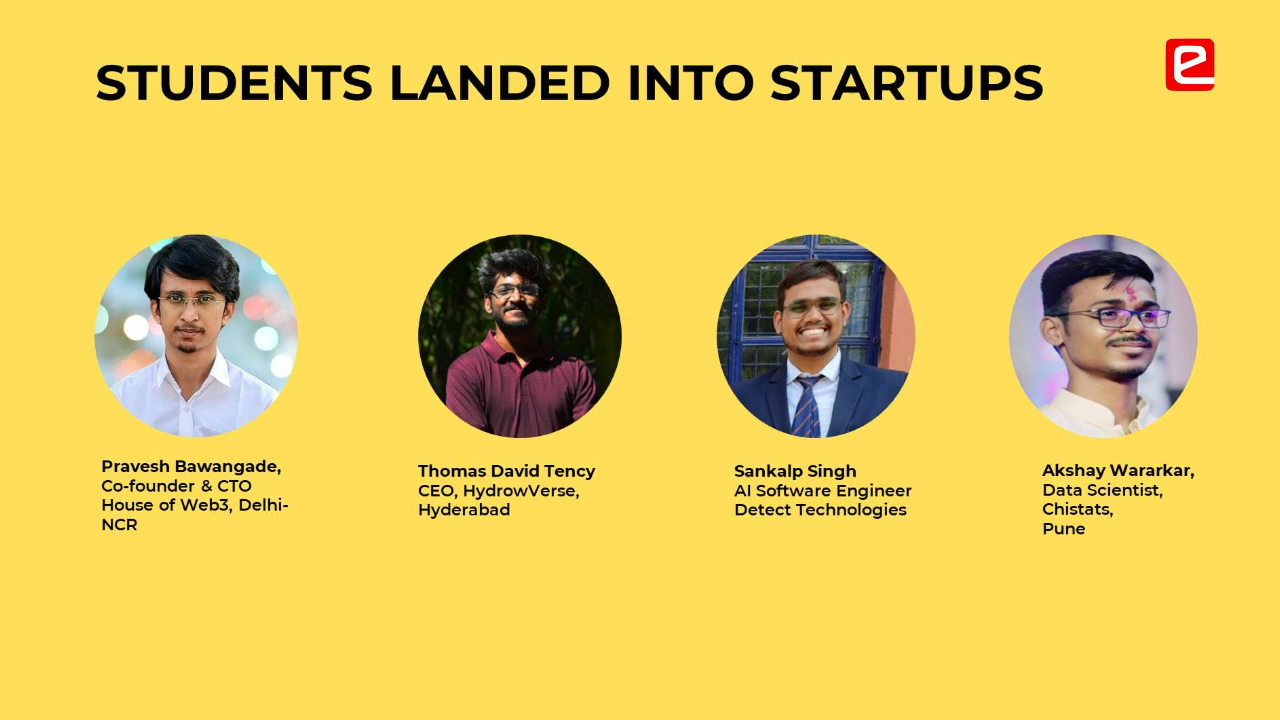 STUDENTS LANDED INTO STARTUPS
e
Pravesh Bawangade,
Co-founder & CTO
House of Web3, Delhi-
NCR
Thomas David Tency
CEO, HydrowVerse,
Hyderabad
Sankalp Singh
AI Software Engineer
Detect Technologies
Akshay Wararkar,
Data Scientist,
Chistats,
Pune